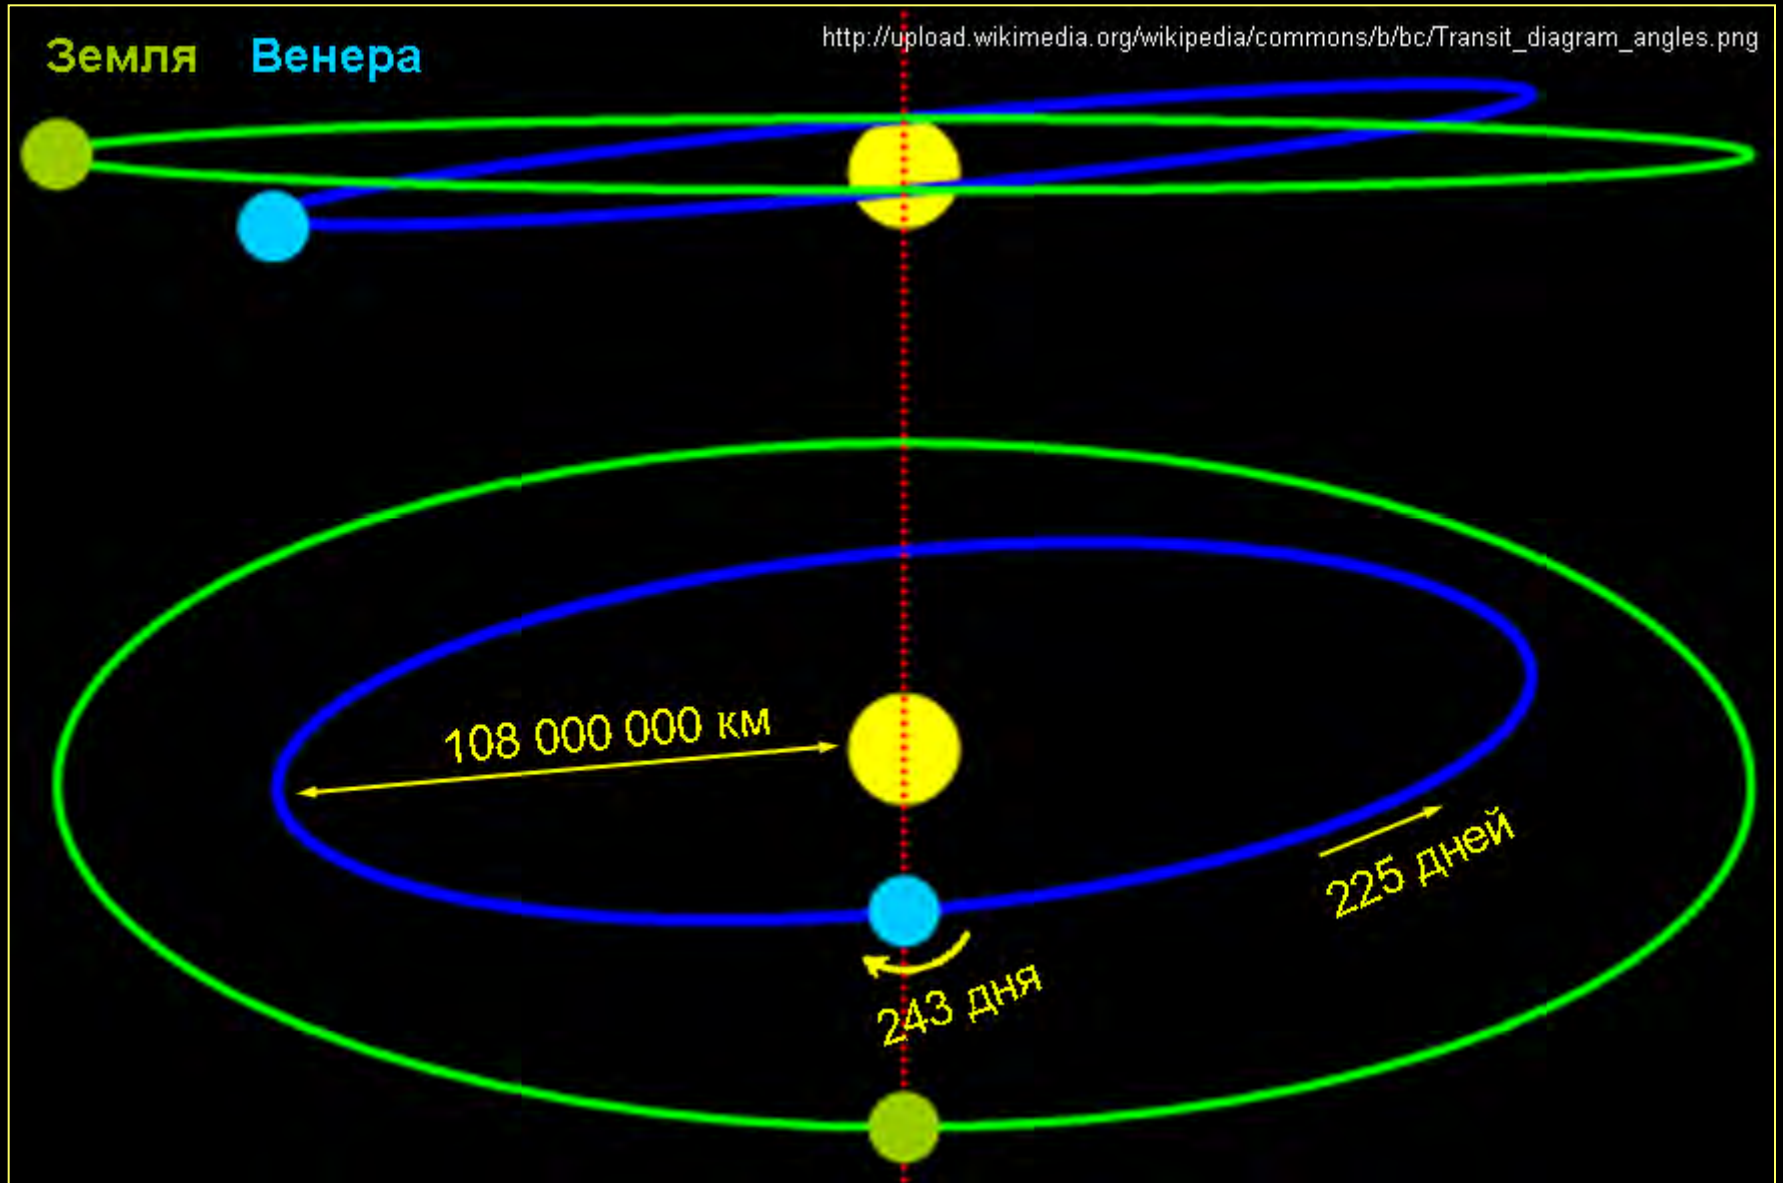 Земля Венера
http://upload.wikimedia.org/wikipedia/commons/b/bc/Transit_diagram_angles.png
108 000 000 км
225 дней
243 дня